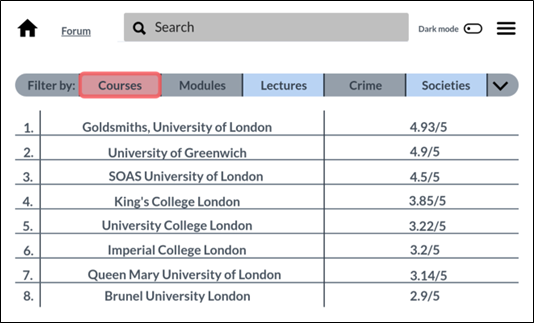 Forum Search Dark mode
Filter by: Courses Modules Lectures Crime Societies
1. Goldsmiths, University of London 4.93/5
2. University of Greenwich 4.9/5
3. SOAS University of London 4.5/5
4. King's College London 3.85/5
5. University College London 3.22/5
6. Imperial College London 3.2/5
7. Queen Mary University of London 3.14/5
8. Brunel University London 2.9/5